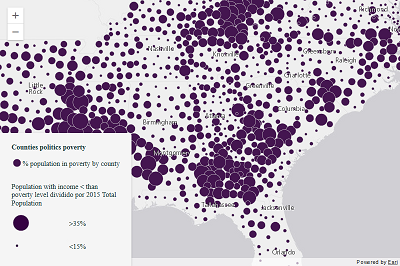 +
−
Richmond
Nashville
Knoxville
Greensboro
Raleigh
Charlotte
Little
Rock
Greenville
Columbia
Birmingham
Montgomery
Tallahassee
Jacksonville
Orlando
Counties politics poverty
% population in poverty by county
Population with income < than
poverty level dividido por 2015 Total
Population
>35%
<15%
Powered by Esri